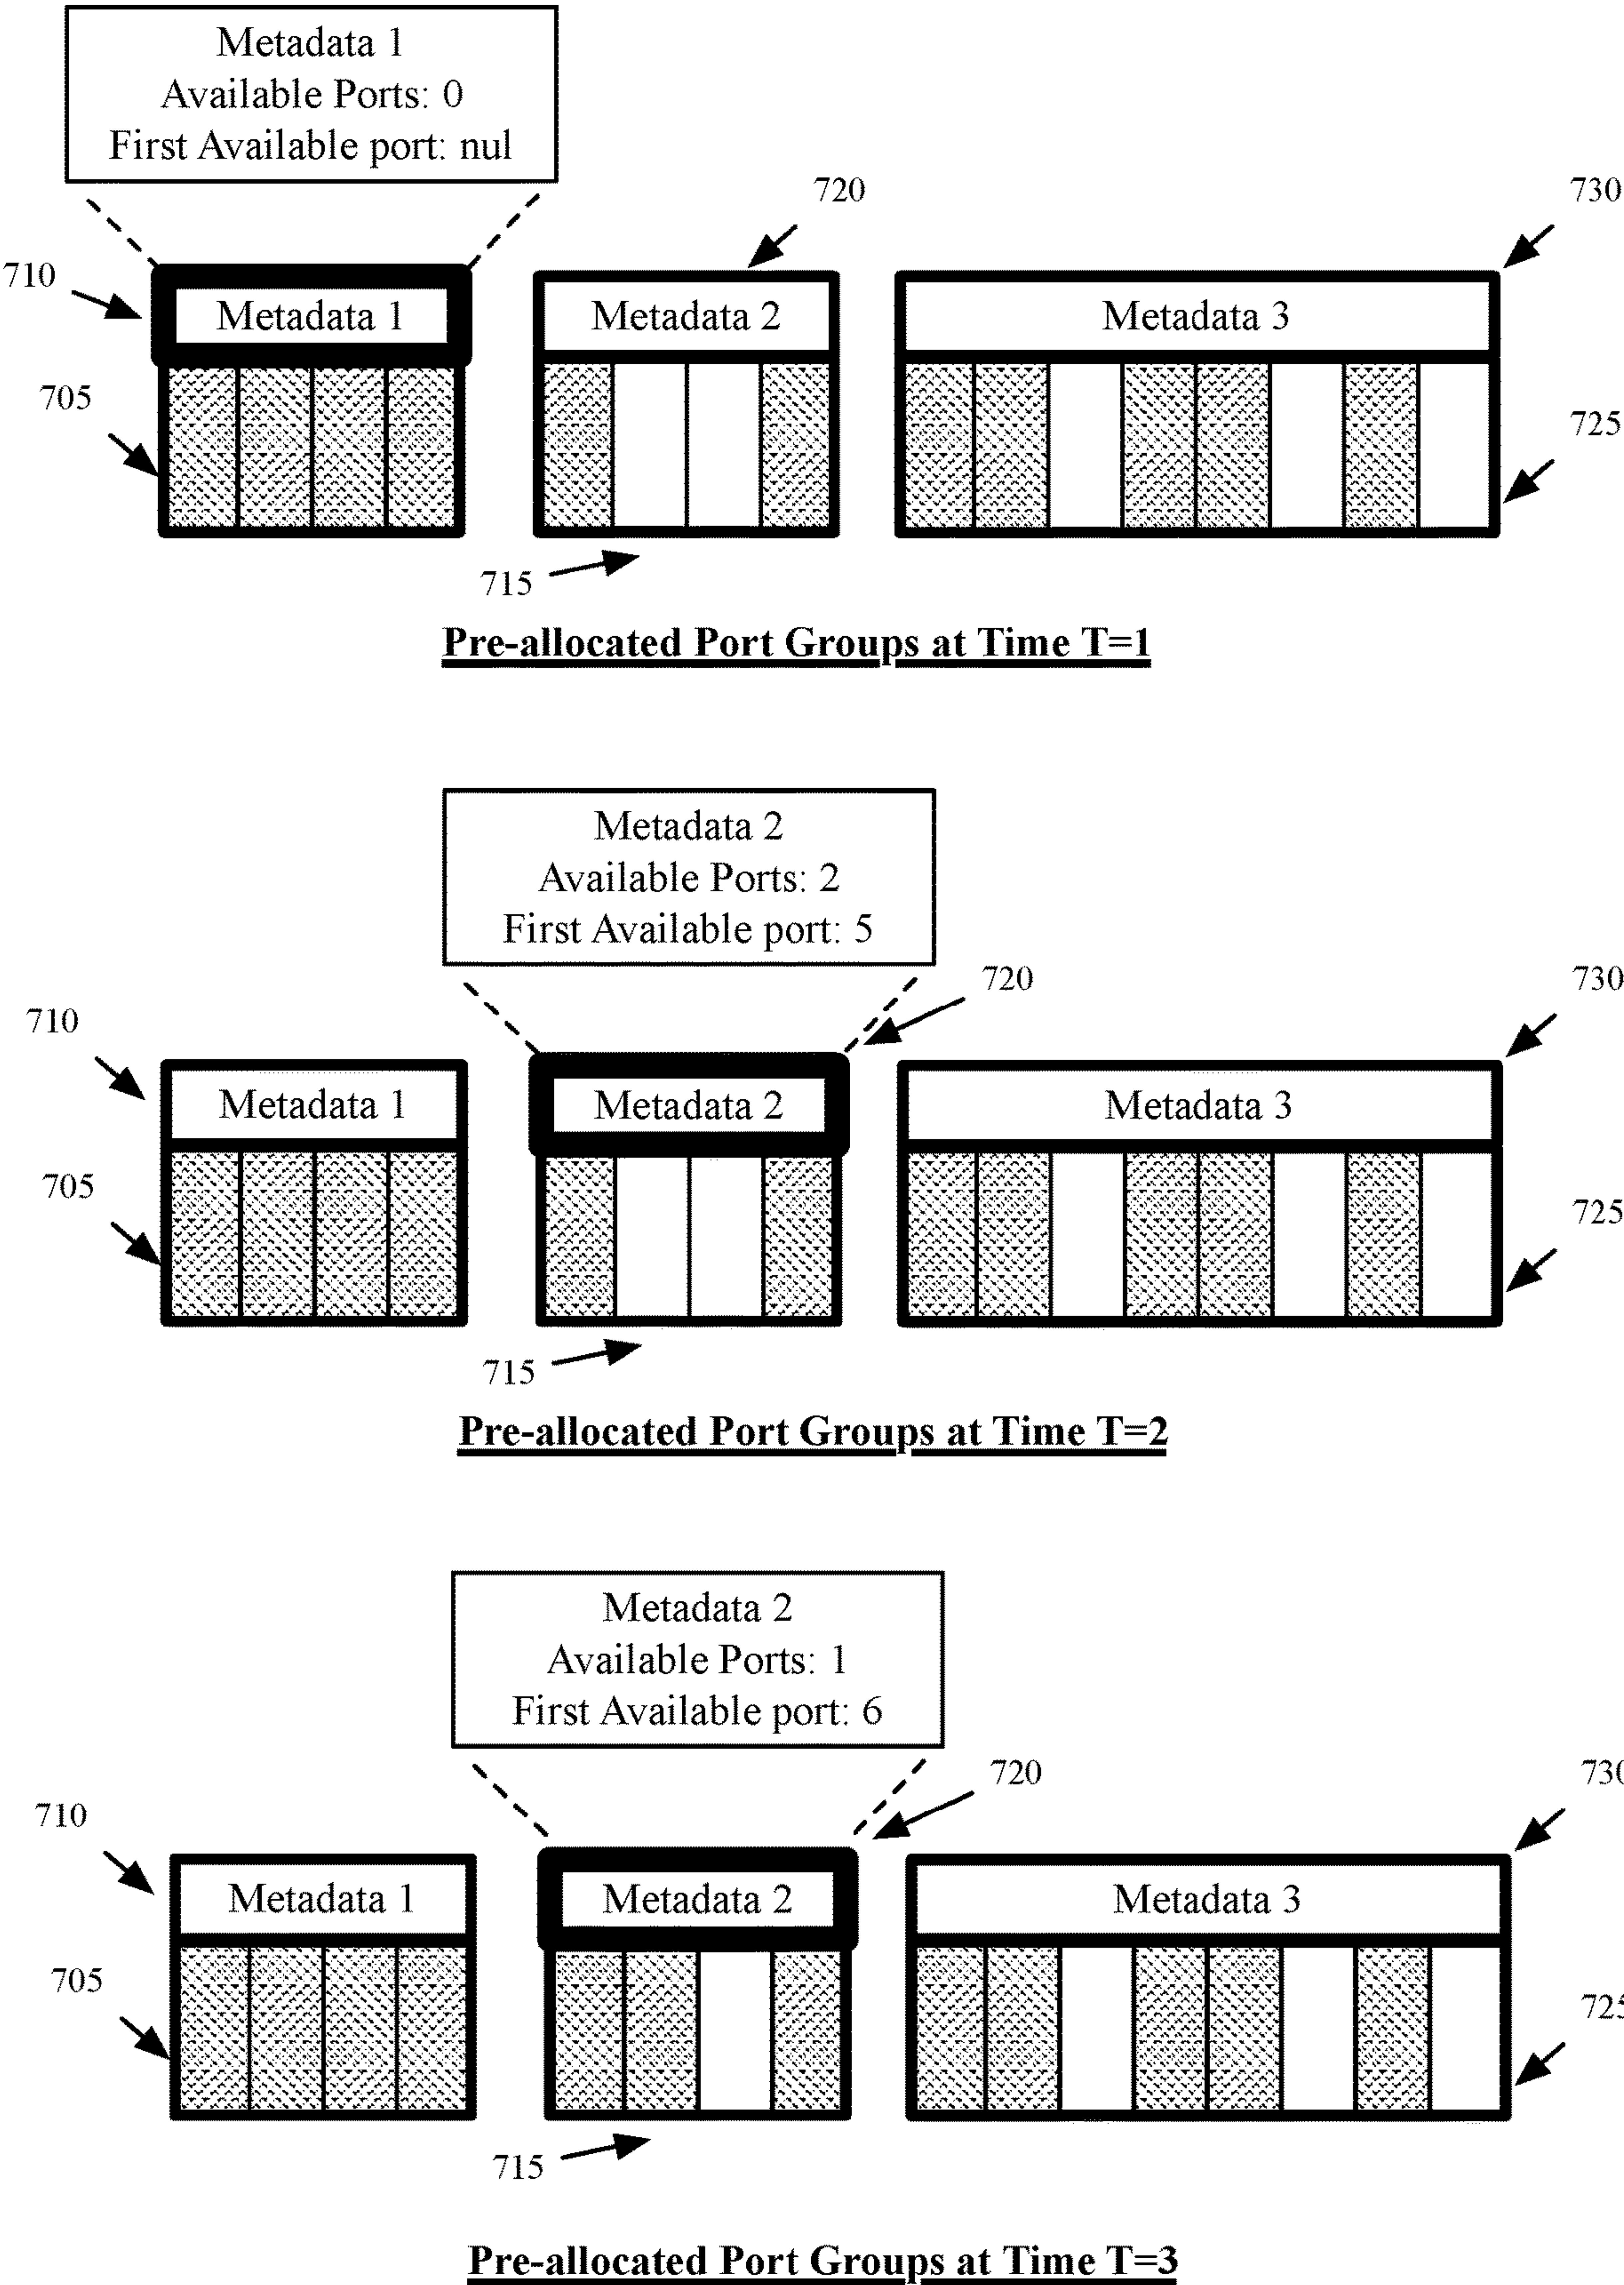 Metadata 1
Available Ports: 0
First Available port: nul
720
730
710
Metadata 1
Metadata 2
Metadata 3
705
725
715
Pre-allocated Port Groups at Time T=1
Metadata 2
Available Ports: 2
First Available port: 5
720
730
710
Metadata 1
Metadata 2
Metadata 3
705
725
715
Pre-allocated Port Groups at Time T=2
Metadata 2
Available Ports: 1
First Available port: 6
720
730
710
Metadata 1
Metadata 2
Metadata 3
705
725
715
Pre-allocated Port Groups at Time T=3